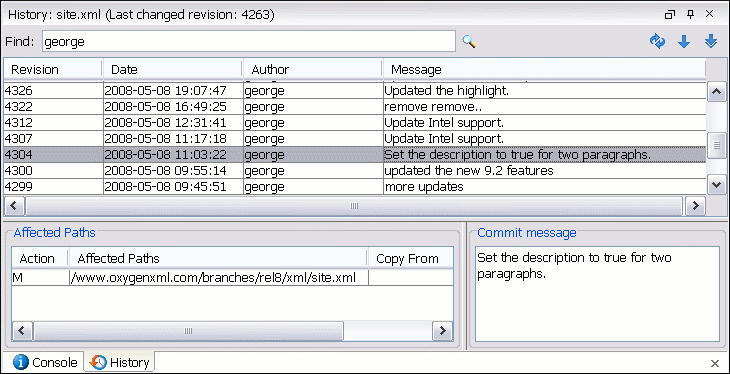 History: site.xml (Last changed revision: 4263)
Find: george
Revision Date Author Message
4326 2008-05-08 19:07:47 george Updated the highlight.
4322 2008-05-08 16:49:25 george remove remove..
4312 2008-05-08 12:31:41 george Update Intel support.
4307 2008-05-08 11:17:18 george Update Intel support.
4304 2008-05-08 11:03:22 george Set the description to true for two paragraphs.
4300 2008-05-08 09:55:14 george updated the new 9.2 features
4299 2008-05-08 09:45:51 george more updates
Affected Paths
Action Affected Paths Copy From
M /www.oxygenxml.com/branches/rel8/xml/site.xml
Commit message
Set the description to true for two
paragraphs.
Console History